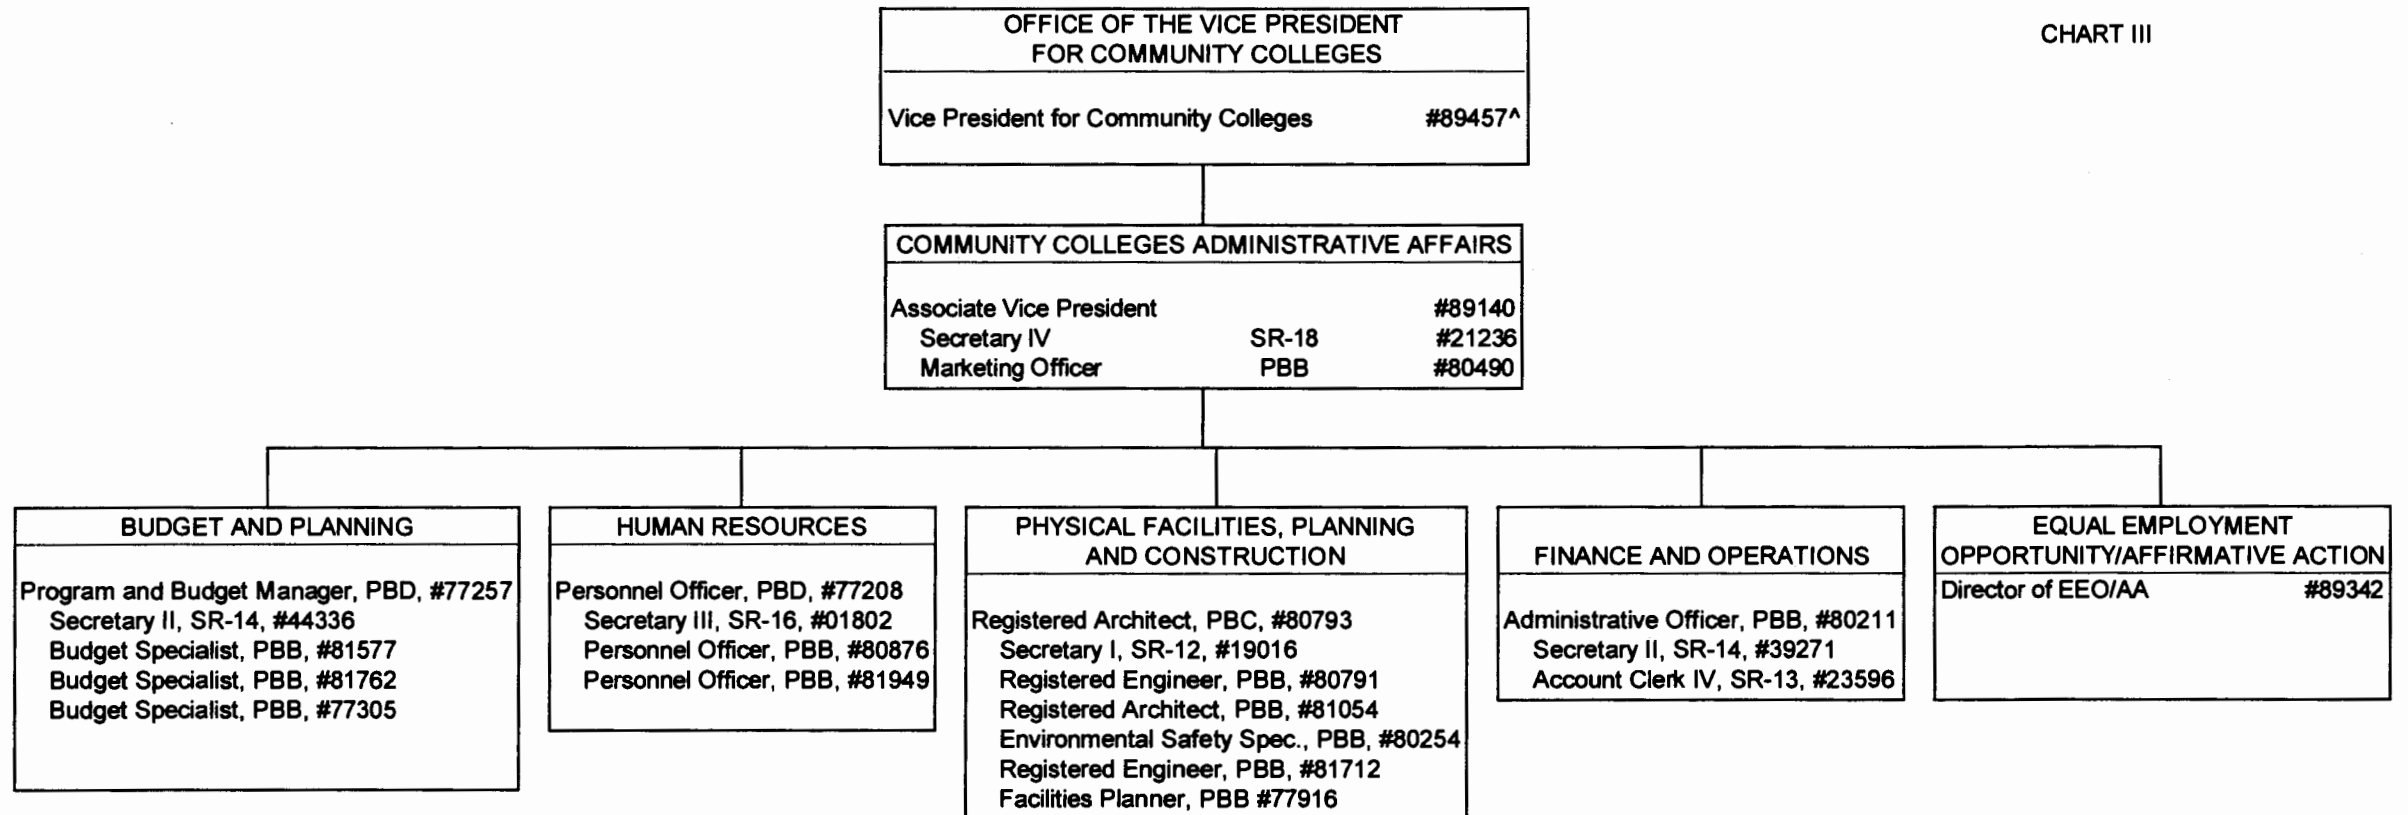 CHART III
OFFICE OF THE VICE PRESIDENT
FOR COMMUNITY COLLEGES
Vice President for Community Colleges #89457^
COMMUNITY COLLEGES ADMINISTRATIVE AFFAIRS
Associate Vice President #89140
Secretary IV SR-18 #21236
Marketing Officer PBB #80490
BUDGET AND PLANNING
Program and Budget Manager, PBD, #77257
Secretary II, SR-14, #44336
Budget Specialist, PBB, #81577
Budget Specialist, PBB, #81762
Budget Specialist, PBB, #77305
HUMAN RESOURCES
Personnel Officer, PBD, #77208
Secretary III, SR-16, #01802
Personnel Officer, PBB, #80876
Personnel Officer, PBB, #81949
PHYSICAL FACILITIES, PLANNING
AND CONSTRUCTION
Registered Architect, PBC, #80793
Secretary I, SR-12, #19016
Registered Engineer, PBB, #80791
Registered Architect, PBB, #81054
Environmental Safety Spec., PBB, #80254
Registered Engineer, PBB, #81712
Facilities Planner, PBB #77916
FINANCE AND OPERATIONS
Administrative Officer, PBB, #80211
Secretary II, SR-14, #39271
Account Clerk IV, SR-13, #23596
EQUAL EMPLOYMENT
OPPORTUNITY/AFFIRMATIVE ACTION
Director of EEO/AA #89342